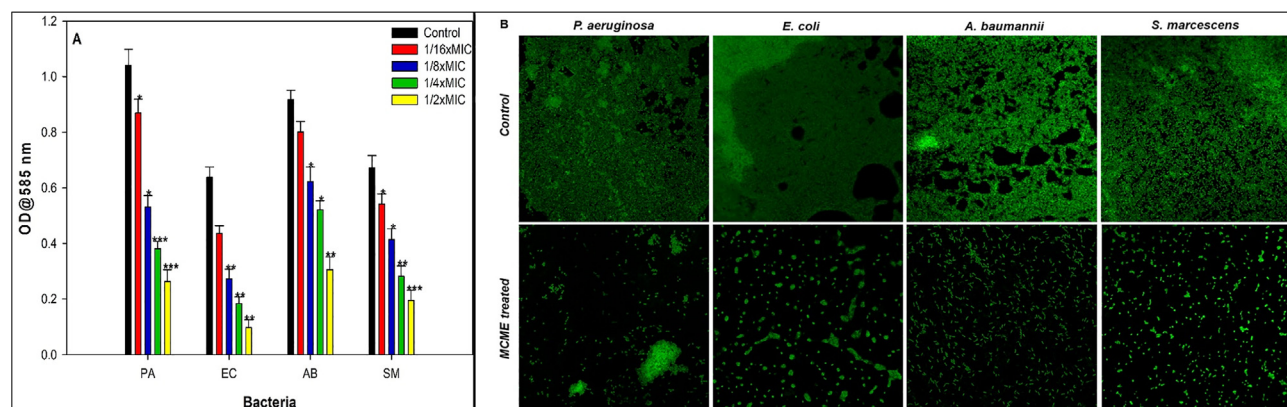 A
Control
1/16xMIC
1/8xMIC
1/4xMIC
1/2xMIC
OD@585 nm
1.2
1.0
0.8
0.6
0.4
0.2
0.0
* * *** ***
** ** **
* * **
* * ** ***
PA EC AB SM
Bacteria
B
P. aeruginosa E. coli A. baumannii S. marcescens
Control
MCME treated